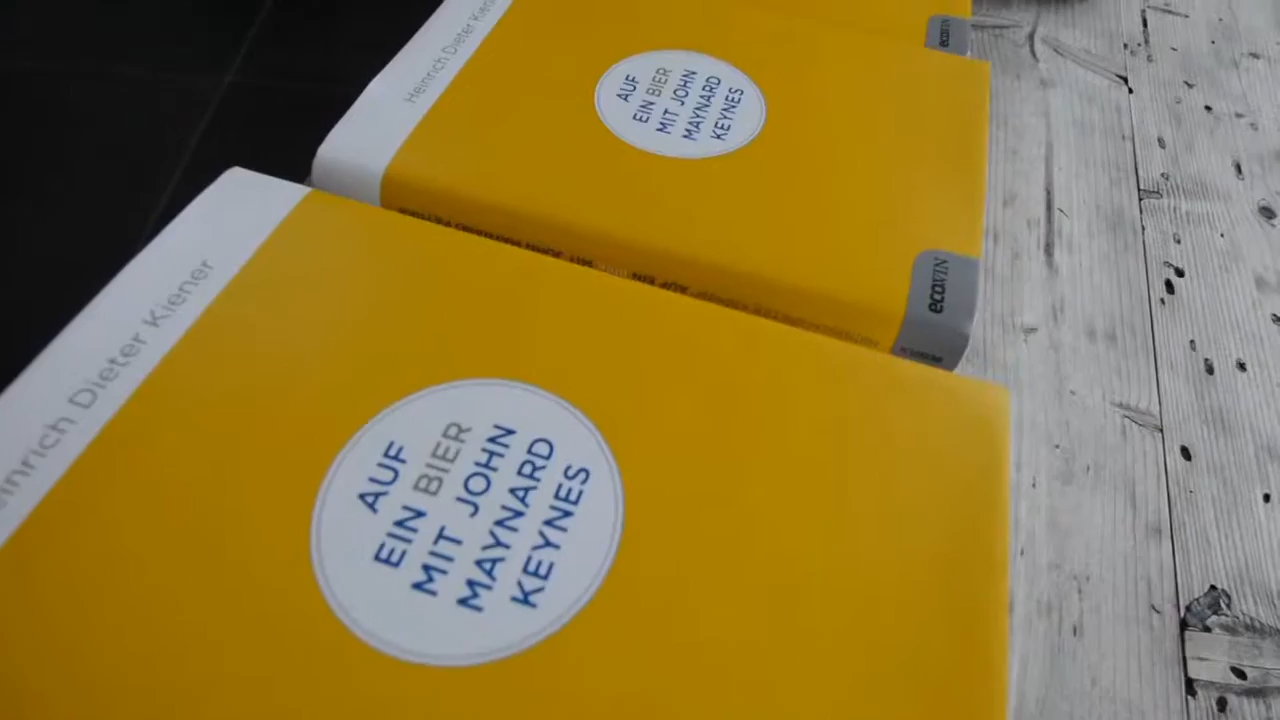 Heinrich Dieter
AUF
EIN BIER
MIT JOHN
MAYNARD
KEYNES
ecoWIN
ecoWIN
Dieter Kiener
AUF
EIN BIER
MIT JOHN
MAYNARD
KEYNES